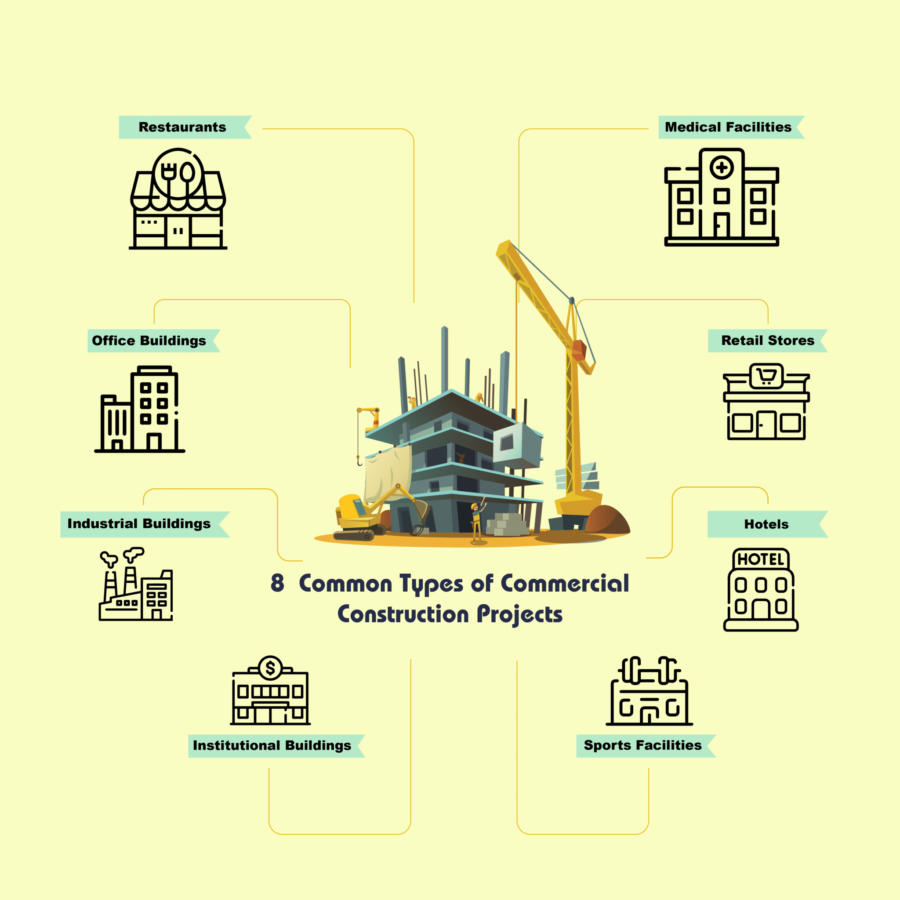 Restaurants
Medical Facilities
Office Buildings
Retail Stores
Industrial Buildings
Hotels
HOTEL
8 Common Types of Commercial
Construction Projects
$
Institutional Buildings
Sports Facilities